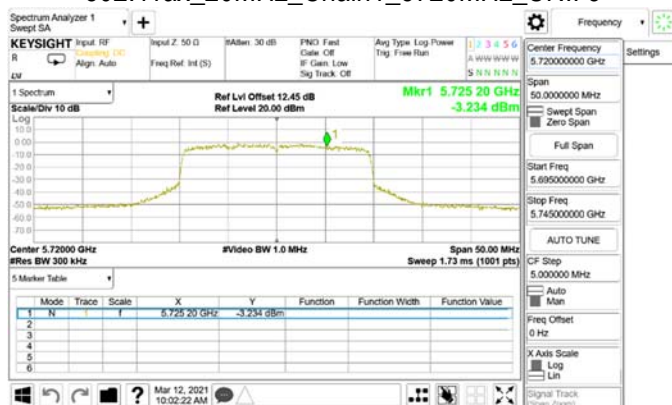 Spectrum Analyzer 1
Swept SA
Frequency
KEYSIGHT
Input: RF
Coupling: DC
Align: Auto
Input Z: 50 Ω
Freq Ref: Int (S)
#Atten: 30 dB
PNO: Fast
Gate: Off
IF Gain: Low
Sig Track: Off
Avg Type: Log-Power
Trig: Free Run
1 2 3 4 5 6
A W W W W W
S N N N N N
R
LVI
1 Spectrum
Scale/Div 10 dB
Ref Lvl Offset 12.45 dB
Ref Level 20.00 dBm
Mkr1 5.725 20 GHz
-3.234 dBm
Log
10.0
0.00
-10.0
-20.0
-30.0
-40.0
-50.0
-60.0
-70.0
1
Center 5.72000 GHz
#Res BW 300 kHz
#Video BW 1.0 MHz
Span 50.00 MHz
Sweep 1.73 ms (1001 pts)
5 Marker Table
Mode Trace Scale X Y Function Function Width Function Value
1 N 1 f 5.725 20 GHz -3.234 dBm
2
3
4
5
6
Mar 12, 2021
10:02:22 AM
Center Frequency
5.720000000 GHz
Settings
Span
50.0000000 MHz
Swept Span
Zero Span
Full Span
Start Freq
5.695000000 GHz
Stop Freq
5.745000000 GHz
AUTO TUNE
CF Step
5.000000 MHz
Auto
Man
Freq Offset
0 Hz
X Axis Scale
Log
Lin
Signal Track